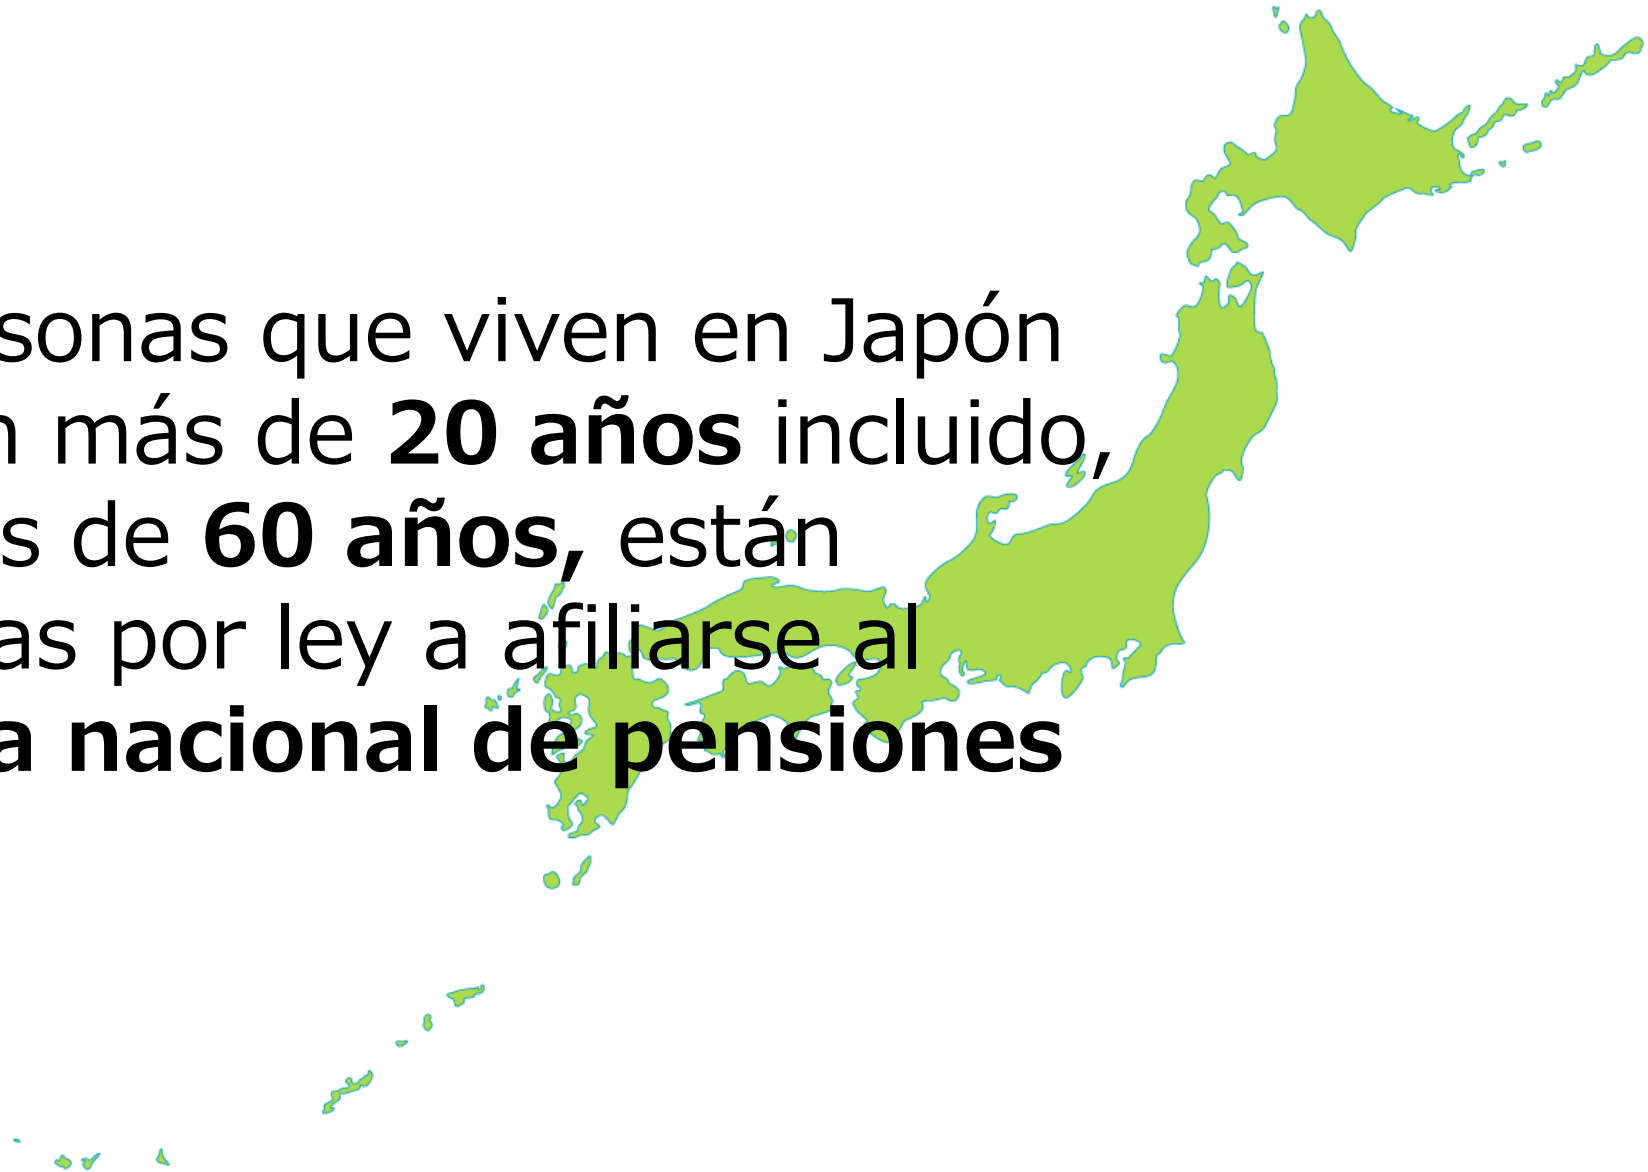 sonas que viven en Japón
más de 20 años incluido,
s de 60 años, están
as por ley a afiliarse al
a nacional de pensiones